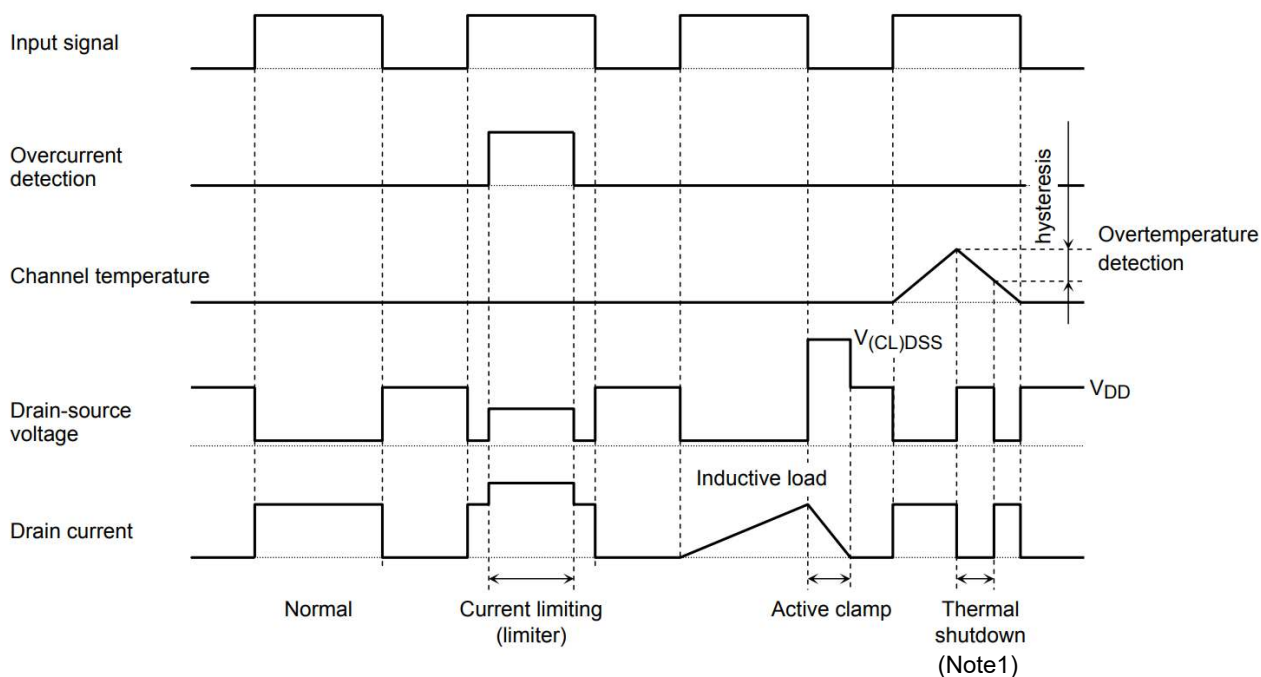 Input signal
Overcurrent
detection
hysteresis
Overtemperature
detection
Channel temperature
V(CL)DSS
VDD
Drain-source
voltage
Inductive load
Drain current
Normal
Current limiting
(limiter)
Active clamp
Thermal
shutdown
(Note1)